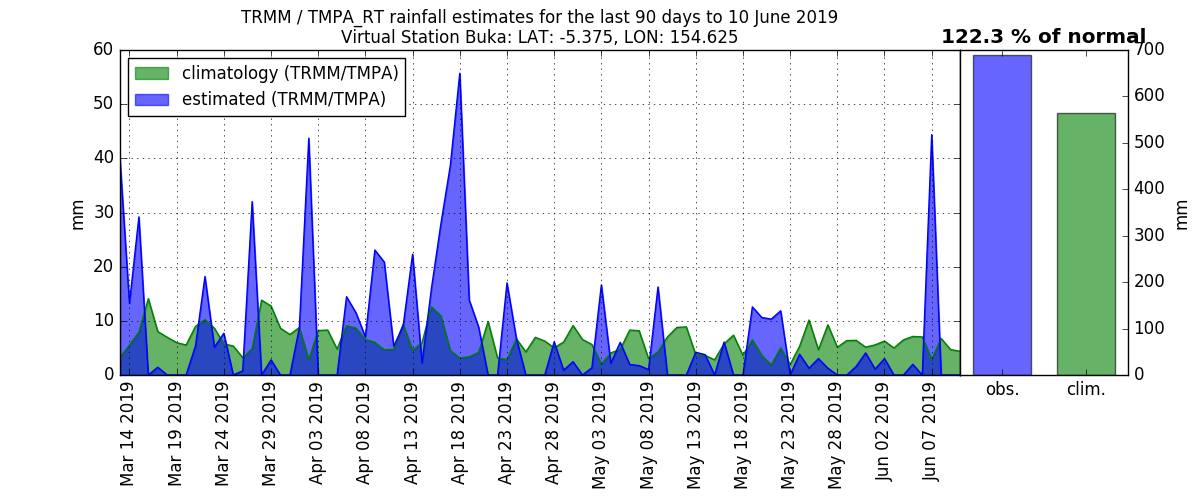 TRMM / TMPA_RT rainfall estimates for the last 90 days to 10 June 2019
Virtual Station Buka: LAT: -5.375, LON: 154.625
122.3 % of normal
climatology (TRMM/TMPA)
estimated (TRMM/TMPA)
60
50
40
30
20
10
0
mm
Mar 14 2019
Mar 19 2019
Mar 24 2019
Mar 29 2019
Apr 03 2019
Apr 08 2019
Apr 13 2019
Apr 18 2019
Apr 23 2019
Apr 28 2019
May 03 2019
May 08 2019
May 13 2019
May 18 2019
May 23 2019
May 28 2019
Jun 02 2019
Jun 07 2019
obs.
clim.
700
600
500
400
300
200
100
0
mm